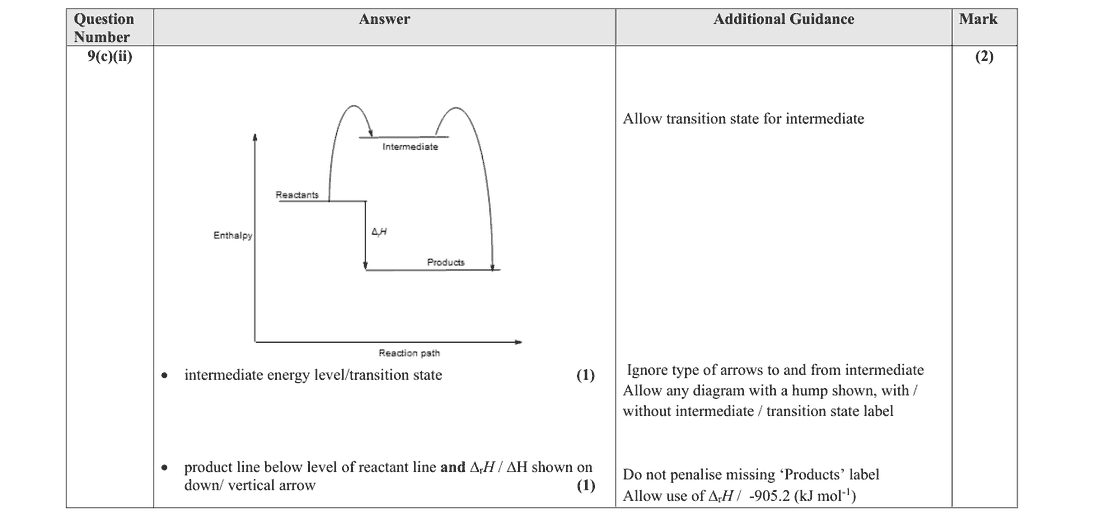 Question Number
Answer
Additional Guidance
Mark
9(c)(ii)
(2)
Allow transition state for intermediate
Intermediate
Reactants
Enthalpy
ΔᵣH
Products
Reaction path
• intermediate energy level/transition state (1)
Ignore type of arrows to and from intermediate
Allow any diagram with a hump shown, with /
without intermediate / transition state label
• product line below level of reactant line and ΔᵣH / ΔH shown on
down/ vertical arrow (1)
Do not penalise missing ‘Products’ label
Allow use of ΔᵣH / -905.2 (kJ mol⁻¹)